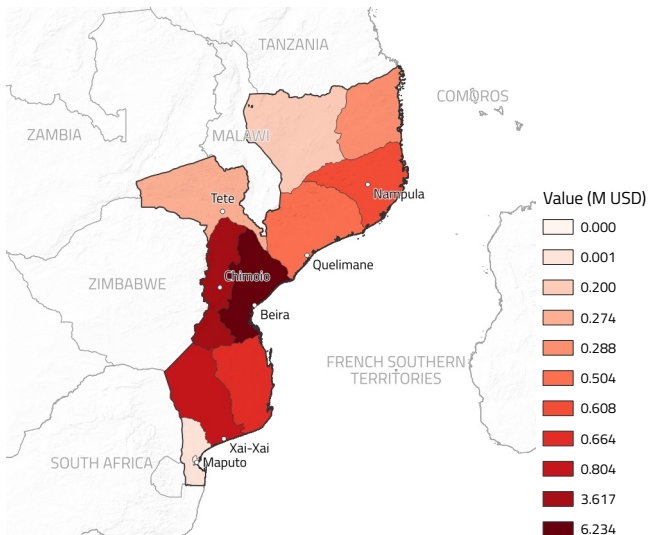 TANZANIA
COMOROS
ZAMBIA
MALAWI
Tete
Nampula
Quelimane
ZIMBABWE
Chimoio
Beira
FRENCH SOUTHERN
TERRITORIES
Xai-Xai
SOUTH AFRICA
Maputo
Value (M USD)
0.000
0.001
0.200
0.274
0.288
0.504
0.608
0.664
0.804
3.617
6.234